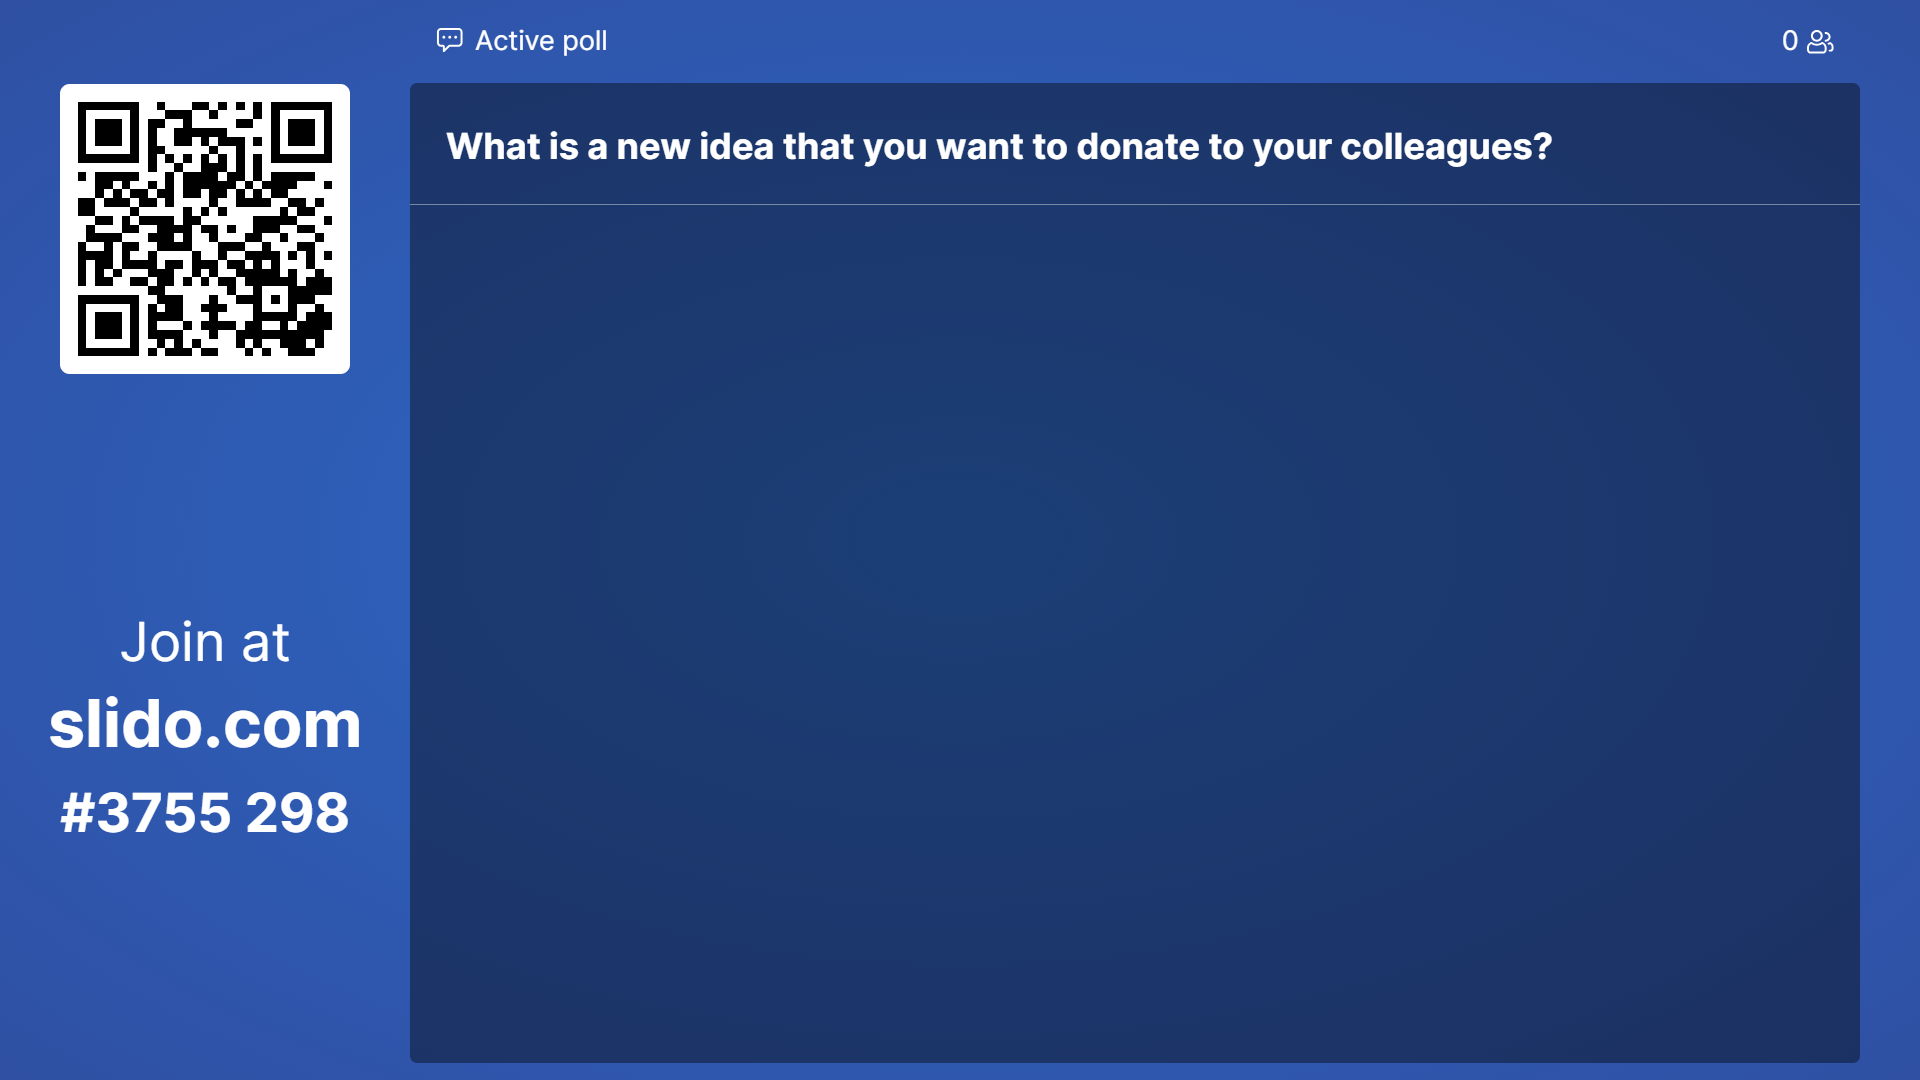 Active poll
0
What is a new idea that you want to donate to your colleagues?
Join at
slido.com
#3755 298